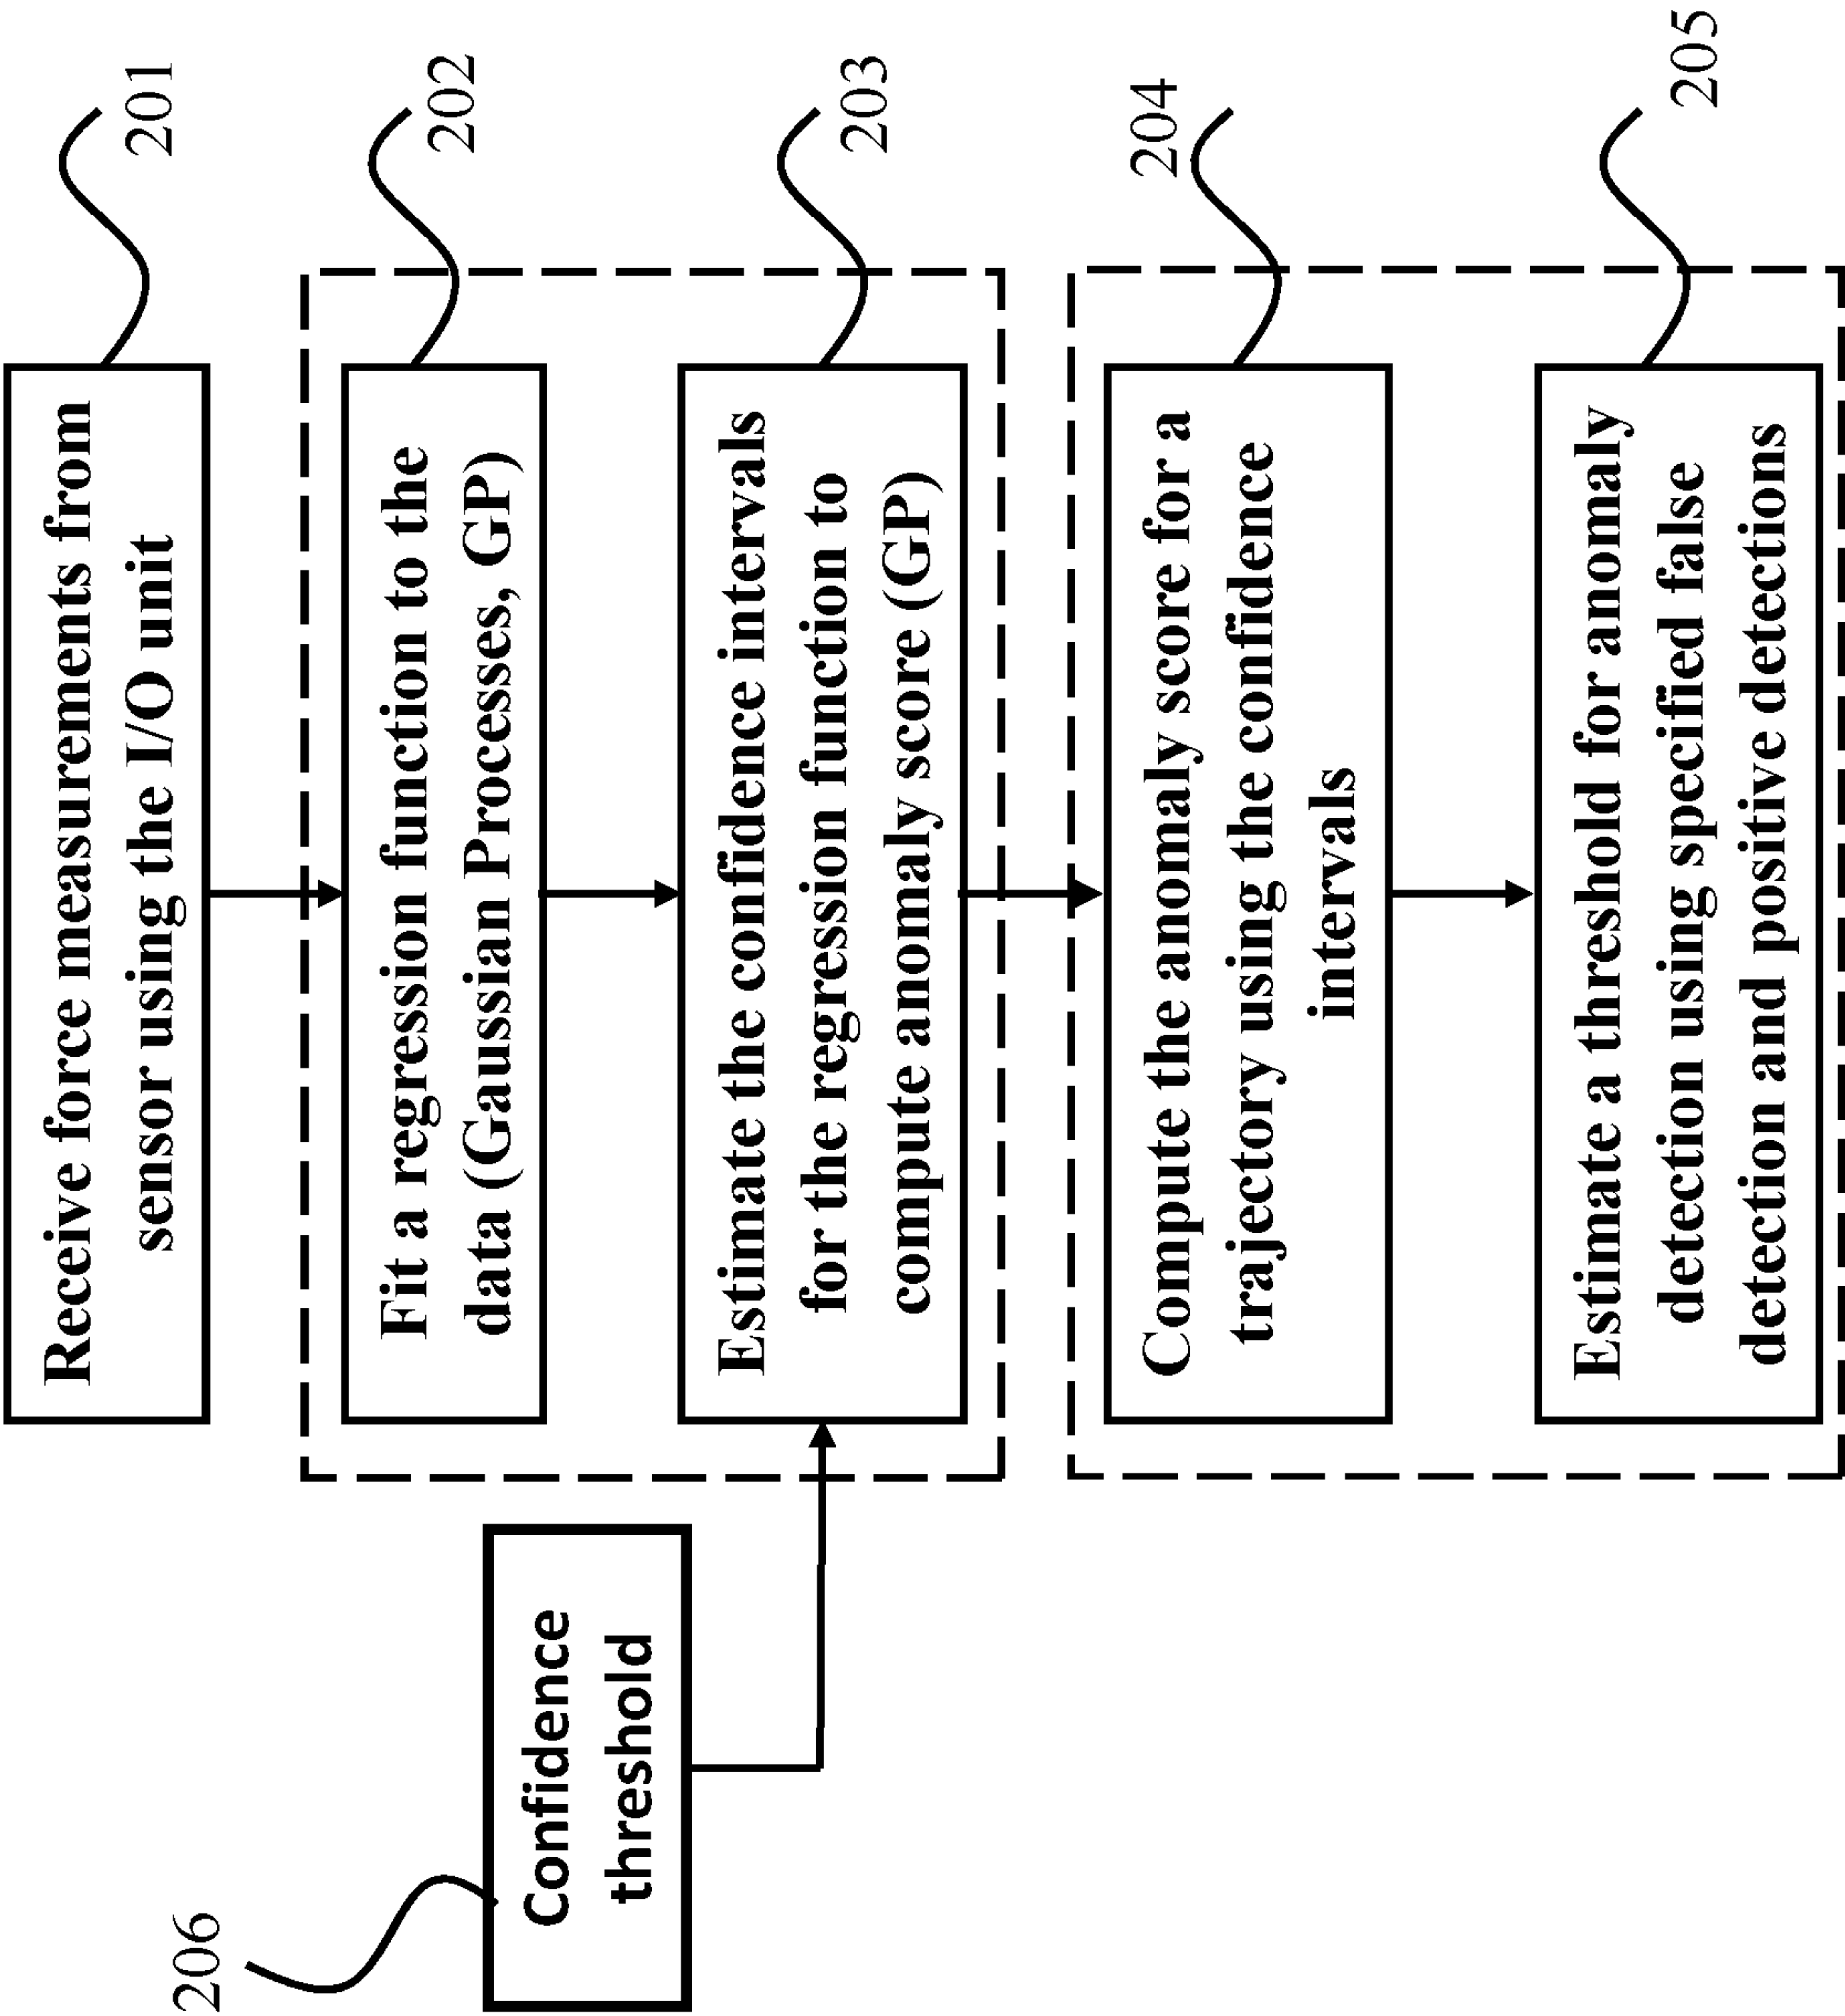 Receive force measurements from
sensor using the I/O unit
201
Fit a regression function to the
data (Gaussian Processes, GP)
202
Estimate the confidence intervals
for the regression function to
compute anomaly score (GP)
203
Compute the anomaly score for a
trajectory using the confidence
intervals
204
Estimate a threshold for anomaly
detection using specified false
detection and positive detections
205
Confidence
threshold
206